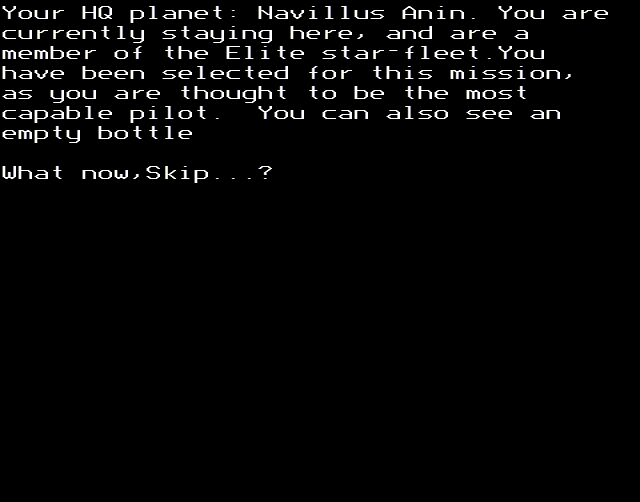 Your HQ planet: Navillus Anin. You are
currently staying here, and are a
member of the Elite star-fleet.You
have been selected for this mission,
as you are thought to be the most
capable pilot.  You can also see an
empty bottle
What now,Skip...?